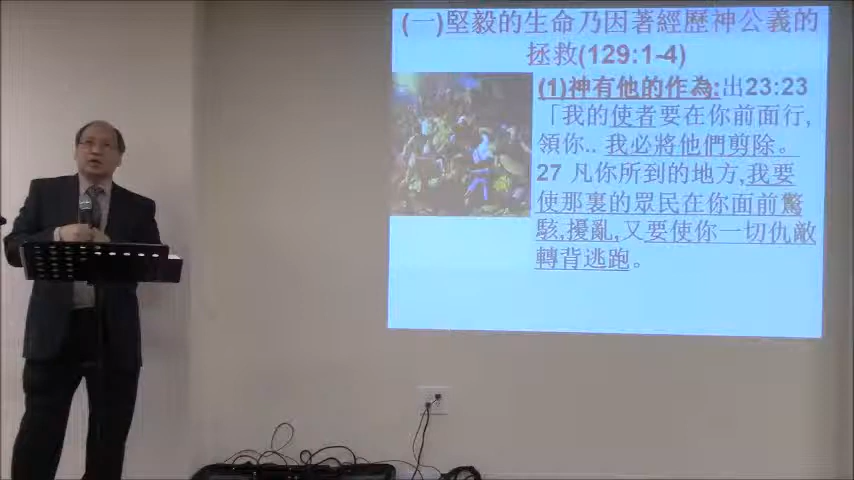 (一)堅毅的生命乃因著經歷神公義的
拯救(129:1-4)
(1)神有他的作為:出23:23
「我的使者要在你前面行,
領你.. 我必將他們剪除。
27 凡你所到的地方,我要
使那裏的眾民在你面前驚
駭,擾亂,又要使你一切仇敵
轉背逃跑。